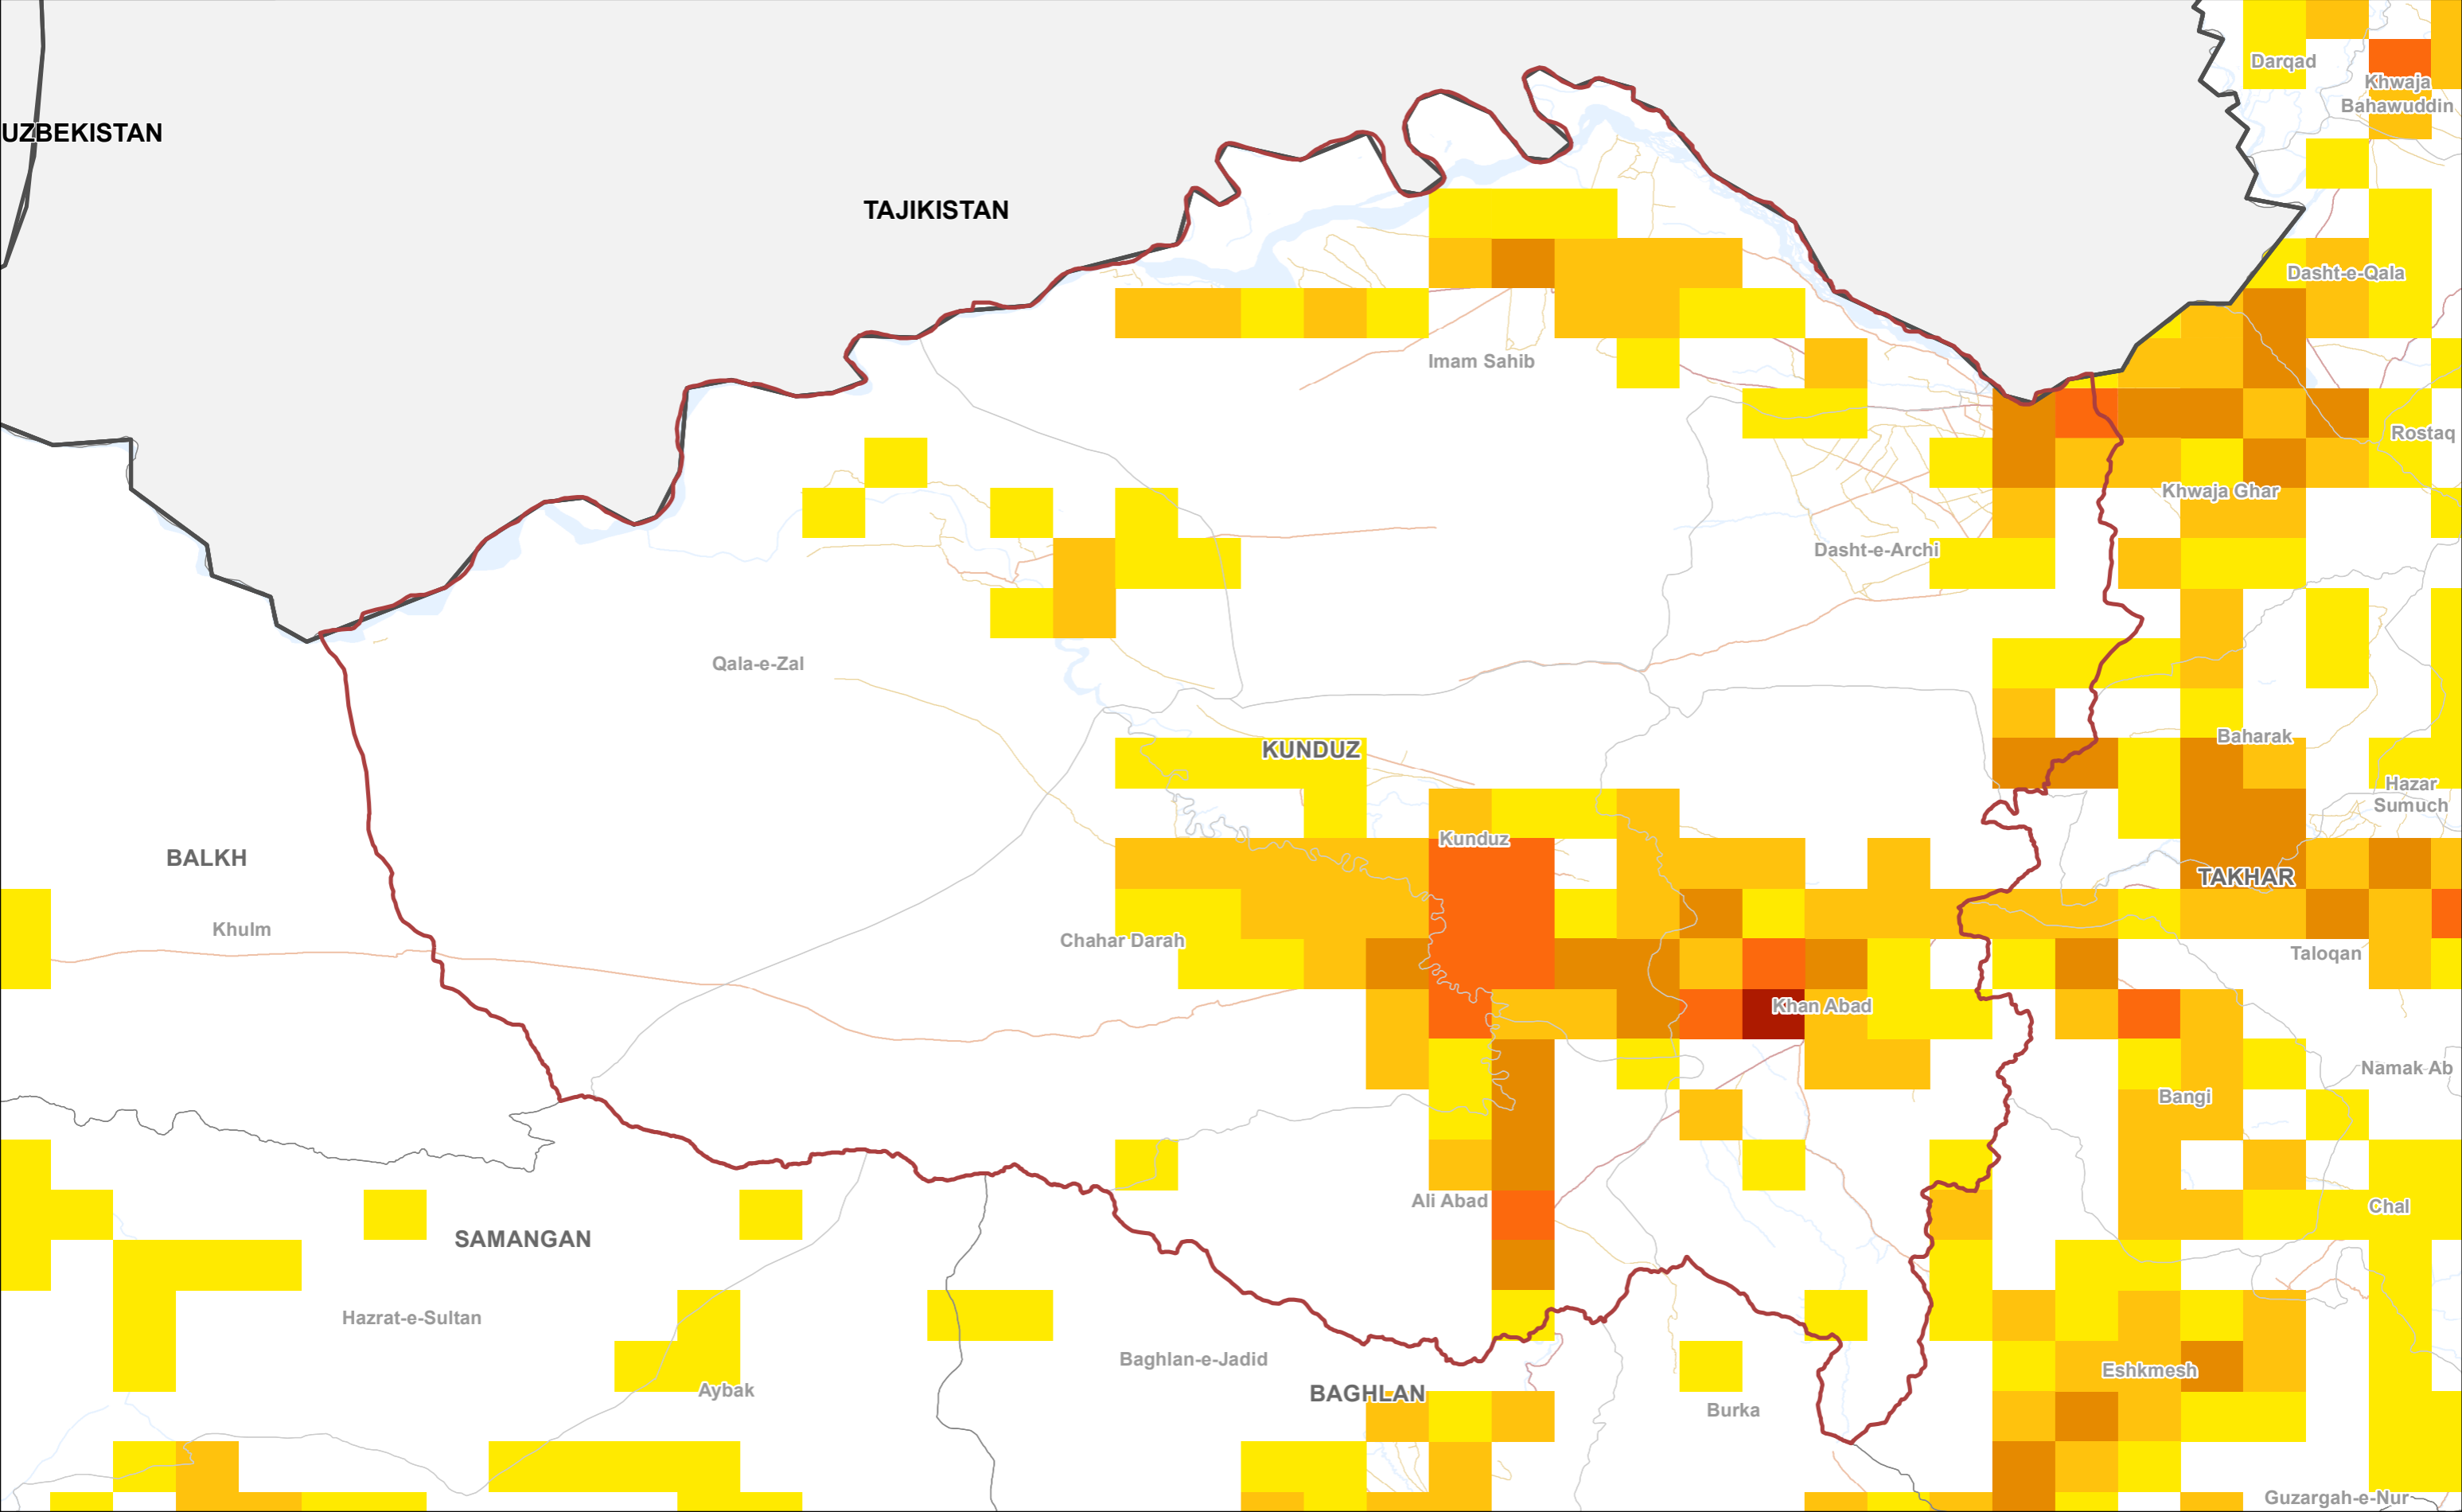 Darqad
Khwaja
Bahawuddin
UZBEKISTAN
TAJIKISTAN
Dasht-e-Qala
Imam Sahib
Rostaq
Khwaja Ghar
Dasht-e-Archi
Qala-e-Zal
Baharak
KUNDUZ
Hazar
Sumuch
Kunduz
BALKH
TAKHAR
Khulm
Chahar Darah
Taloqan
Khan Abad
Namak Ab
Bangi
Ali Abad
Chal
SAMANGAN
Hazrat-e-Sultan
Baghlan-e-Jadid
Eshkmesh
Aybak
BAGHLAN
Burka
Guzargah-e-Nur